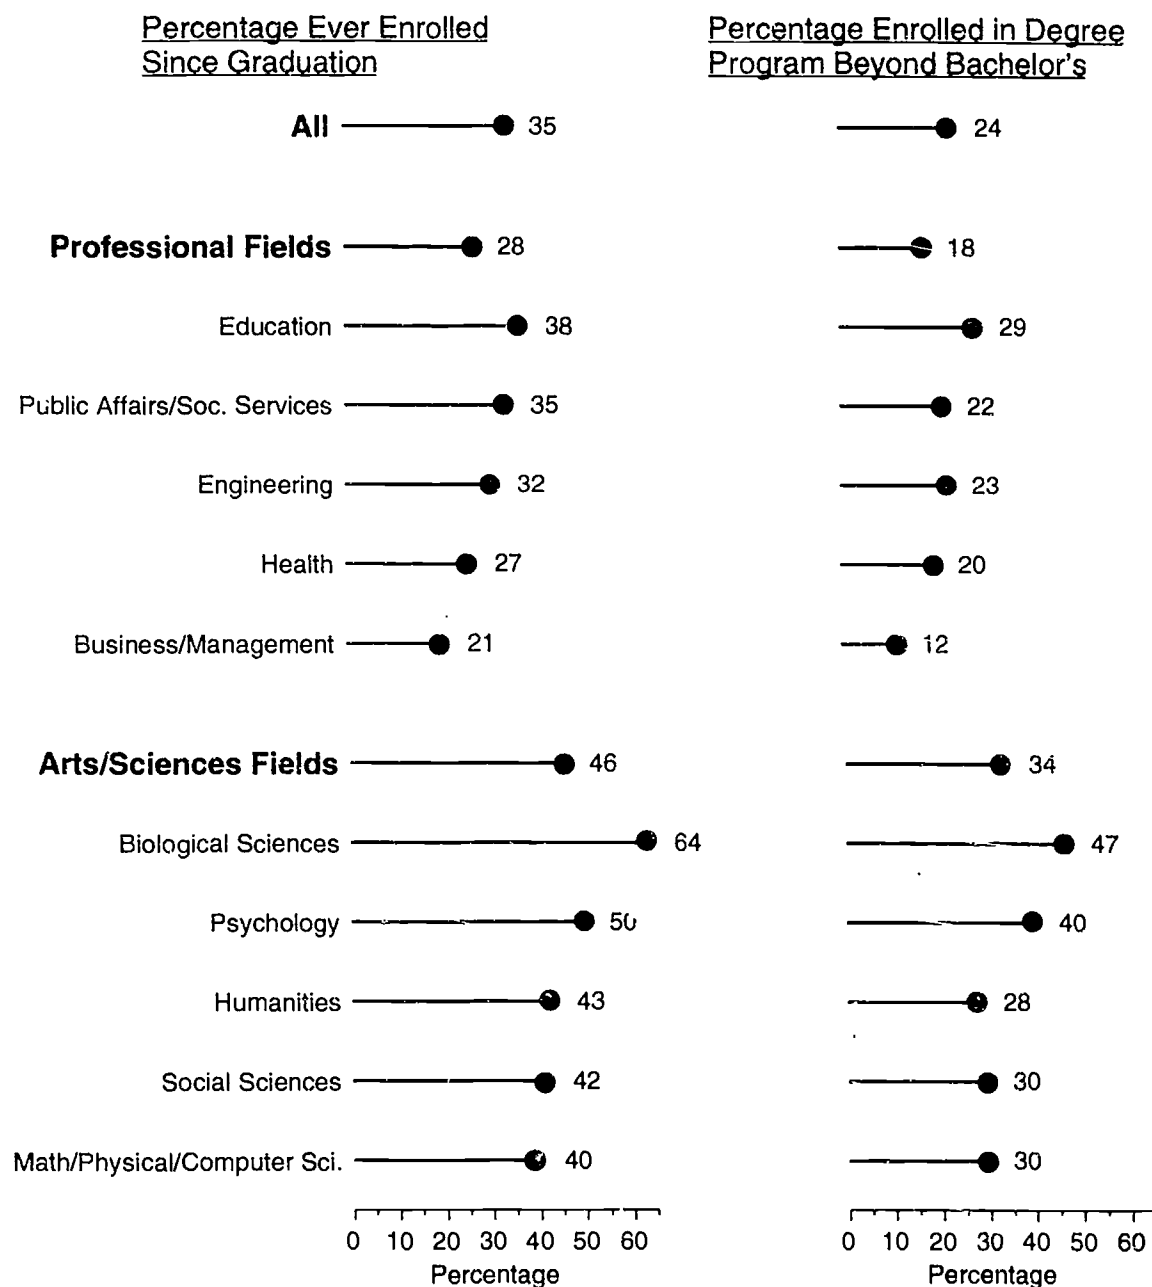 Percentage Ever Enrolled
Since Graduation
Percentage Enrolled in Degree
Program Beyond Bachelor's
All 35 24
Professional Fields 28 18
Education 38 29
Public Affairs/Soc. Services 35 22
Engineering 32 23
Health 27 20
Business/Management 21 12
Arts/Sciences Fields 46 34
Biological Sciences 64 47
Psychology 50 40
Humanities 43 28
Social Sciences 42 30
Math/Physical/Computer Sci. 40 30
0 10 20 30 40 50 60 0 10 20 30 40 50 60
Percentage Percentage